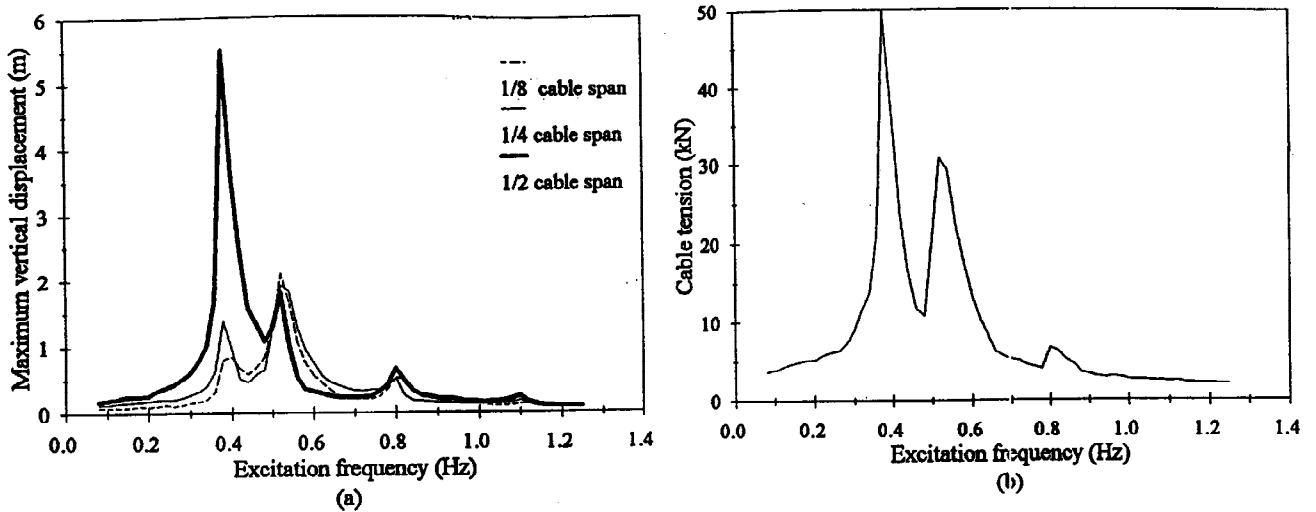 Maximum vertical displacement (m)
6
5
4
3
2
1
0
0.0 0.2 0.4 0.6 0.8 1.0 1.2 1.4
Excitation frequency (Hz)
(a)
1/8 cable span
1/4 cable span
1/2 cable span
Cable tension (kN)
50
40
30
20
10
0
0.0 0.2 0.4 0.6 0.8 1.0 1.2 1.4
Excitation frequency (Hz)
(b)